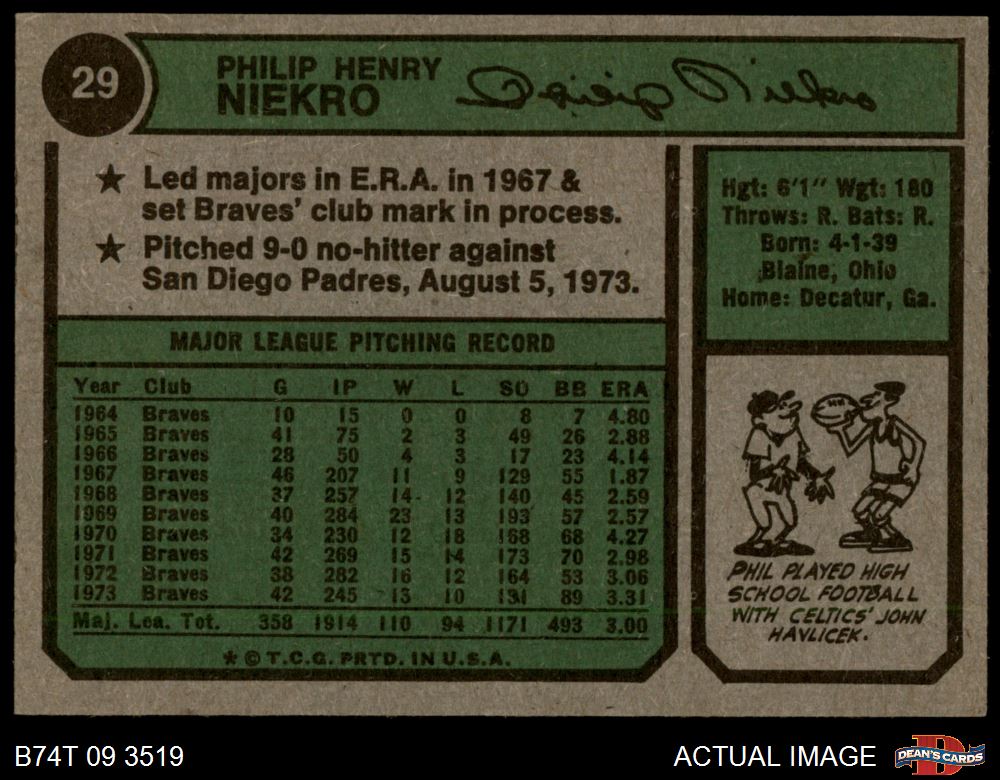 29
PHILIP HENRY
NIEKRO
★ Led majors in E.R.A. in 1967 &
set Braves' club mark in process.
★ Pitched 9-0 no-hitter against
San Diego Padres, August 5, 1973.
Hgt: 6'1" Wgt: 180
Throws: R. Bats: R.
Born: 4-1-39
Blaine, Ohio
Home: Decatur, Ga.
MAJOR LEAGUE PITCHING RECORD
Year Club G IP W L SO BB ERA
1964 Braves 10 15 0 0 8 7 4.80
1965 Braves 41 75 2 3 49 26 2.88
1966 Braves 28 50 4 3 17 23 4.14
1967 Braves 46 207 11 9 129 55 1.87
1968 Braves 37 257 14 12 140 45 2.59
1969 Braves 40 284 23 13 193 57 2.57
1970 Braves 34 230 12 18 168 68 4.27
1971 Braves 42 269 15 14 173 70 2.98
1972 Braves 38 282 16 12 164 53 3.06
1973 Braves 42 245 13 10 131 89 3.31
Maj. Lea. Tot. 358 1914 110 94 1171 493 3.00
* © T.C.G. PRTD. IN U.S.A.
PHIL PLAYED HIGH
SCHOOL FOOTBALL
WITH CELTICS' JOHN
HAVLICEK.
B74T 09 3519
ACTUAL IMAGE
DEAN'S CARDS